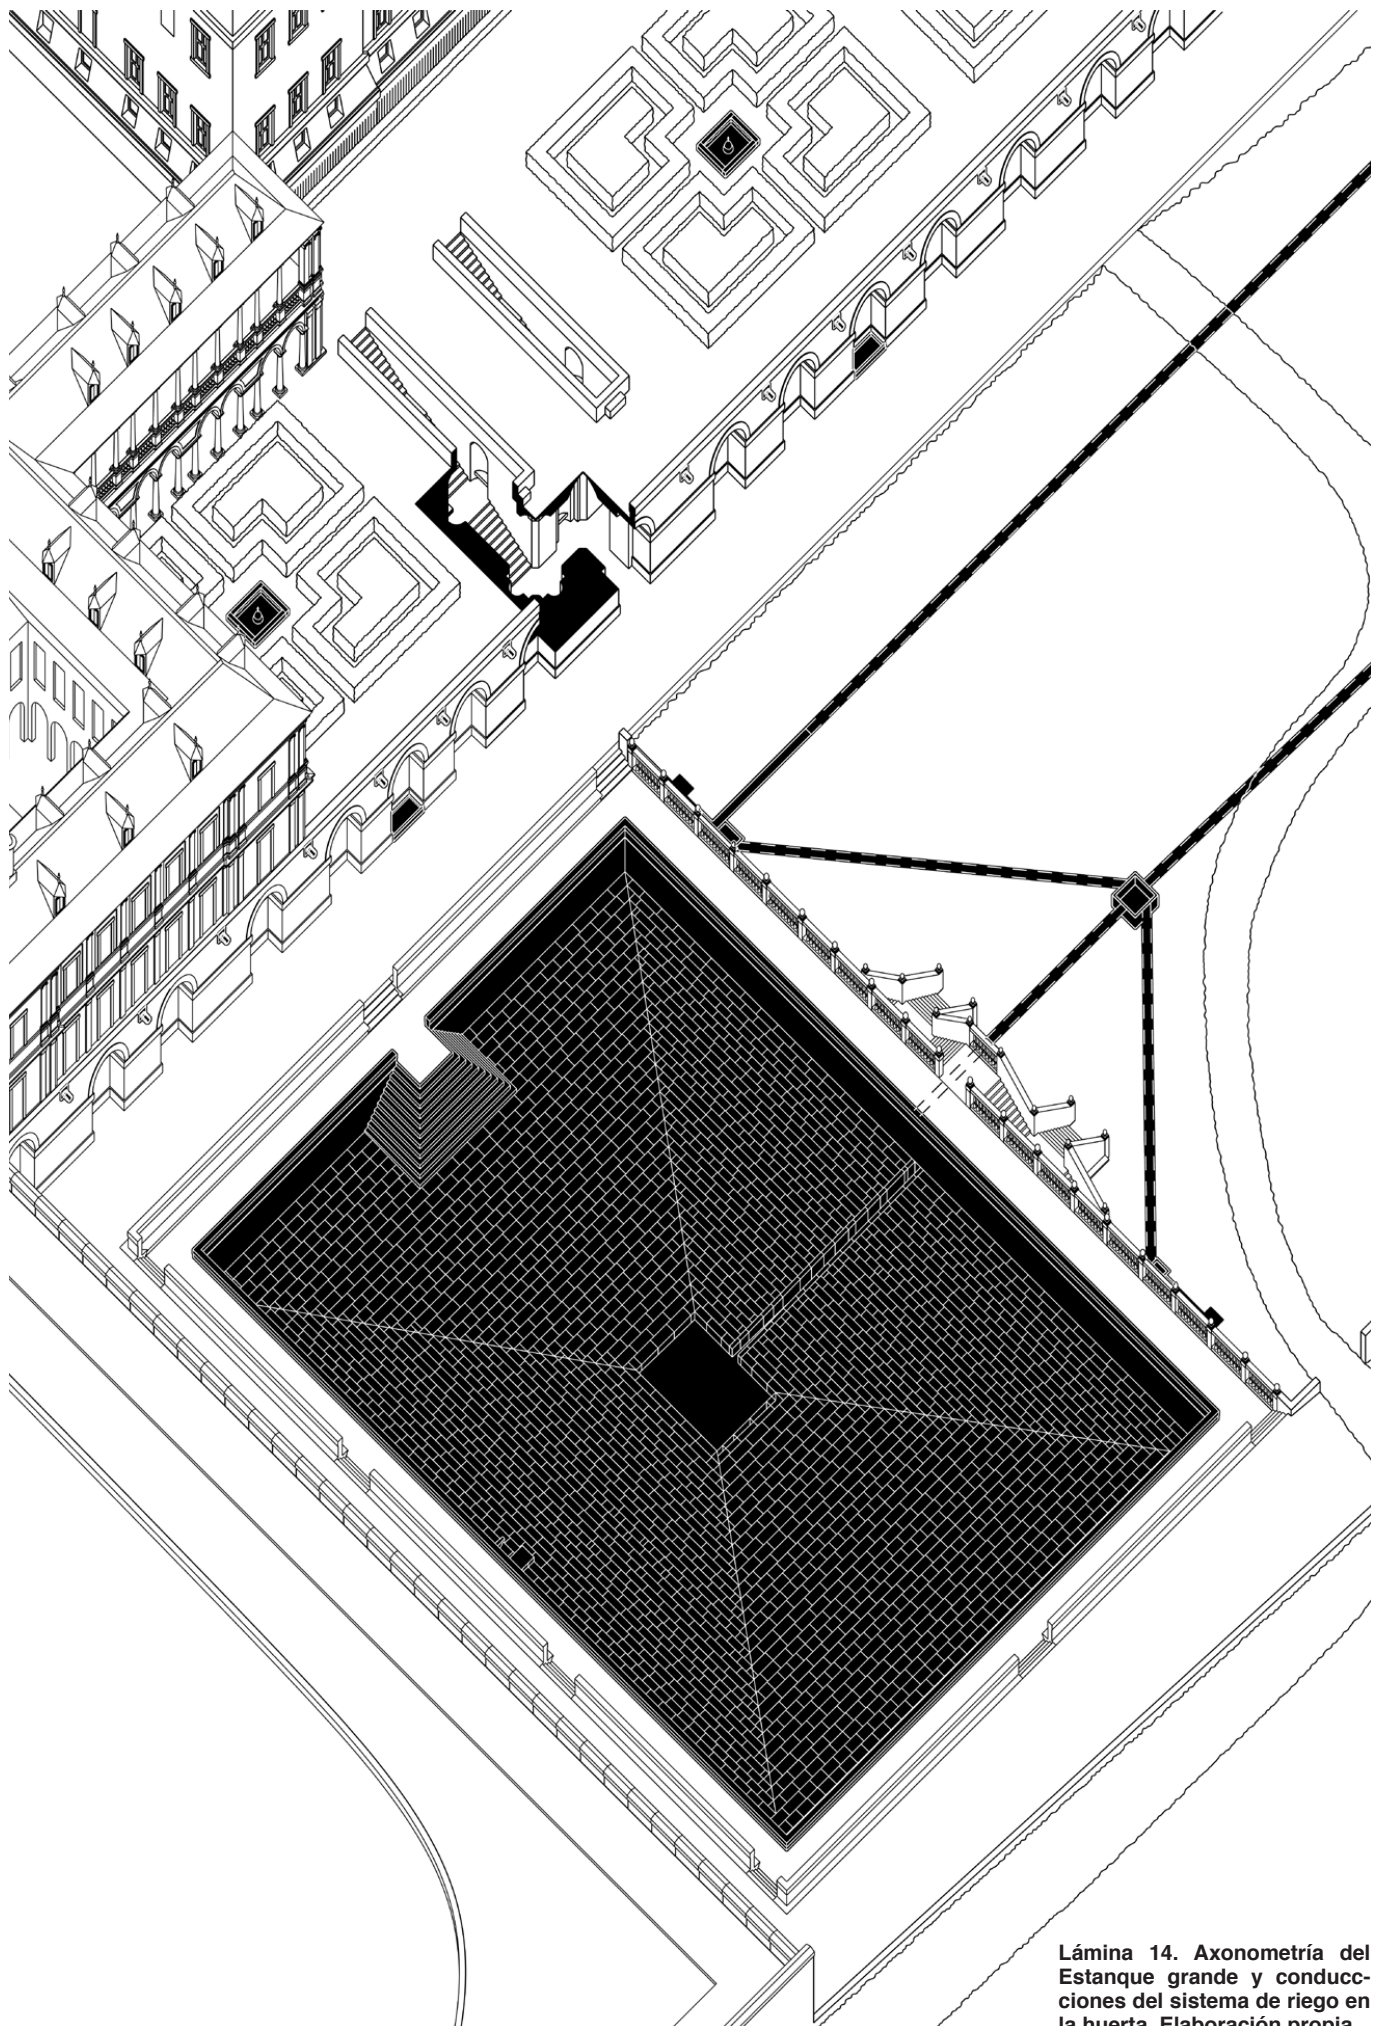 Lámina 14. Axonometría del
Estanque grande y conducc-
ciones del sistema de riego en
la huerta. Elaboración propia.